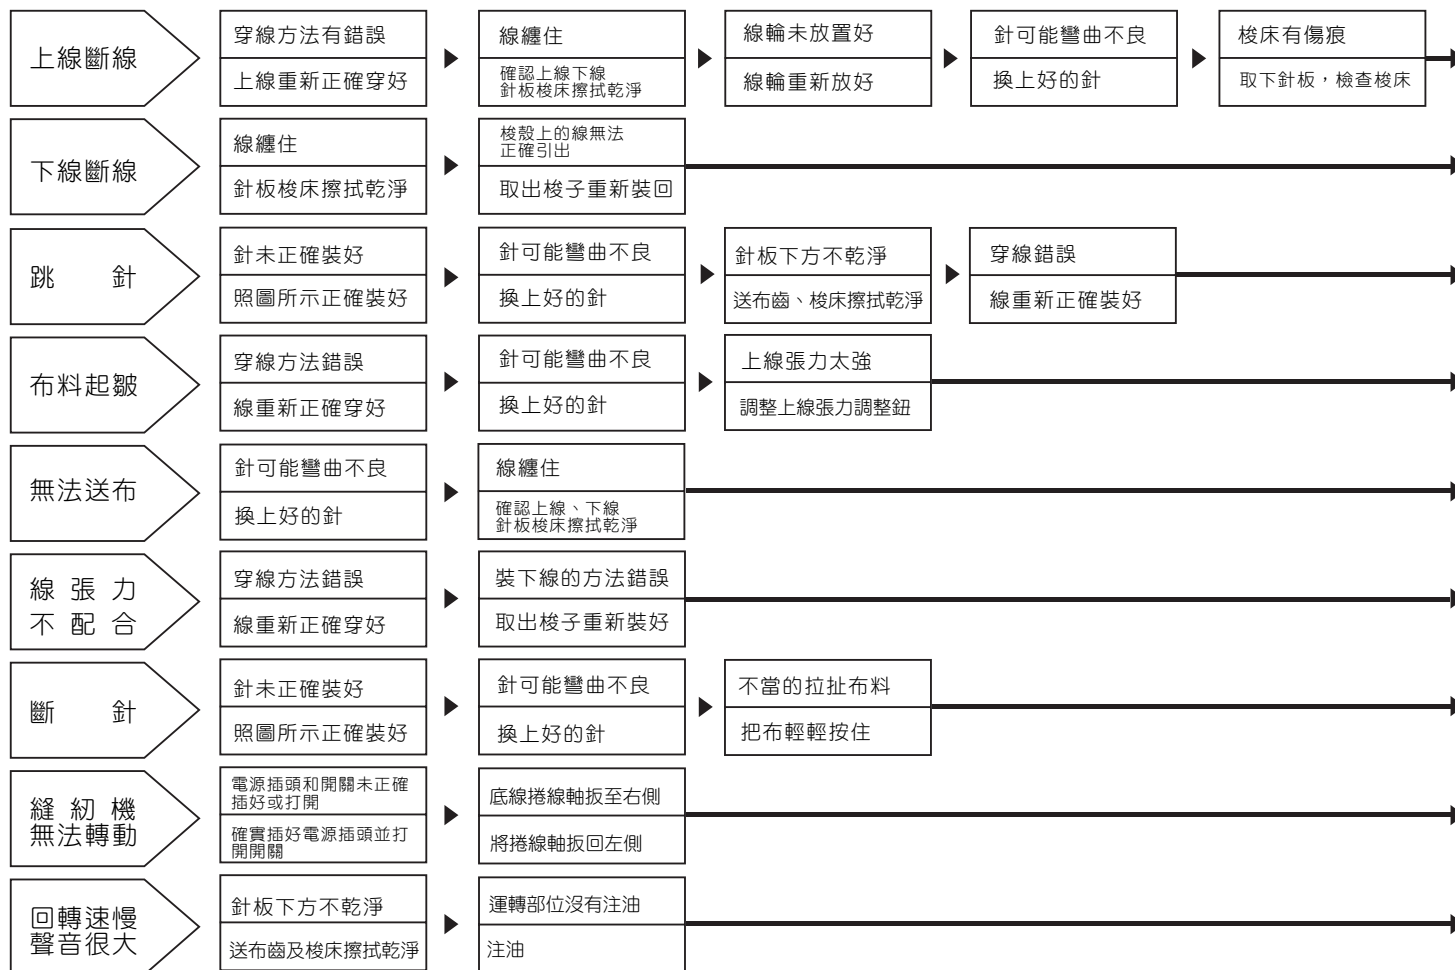 上線斷線
穿線方法有錯誤
上線重新正確穿好
線纏住
確認上線下線
針板梭床擦拭乾淨
線輪未放置好
線輪重新放好
針可能彎曲不良
換上好的針
梭床有傷痕
取下針板，檢查梭床
下線斷線
線纏住
針板梭床擦拭乾淨
梭殼上的線無法
正確引出
取出梭子重新裝回
跳 針
針未正確裝好
照圖所示正確裝好
針可能彎曲不良
換上好的針
針板下方不乾淨
送布齒、梭床擦拭乾淨
穿線錯誤
線重新正確裝好
布料起皺
穿線方法錯誤
線重新正確穿好
針可能彎曲不良
換上好的針
上線張力太強
調整上線張力調整鈕
無法送布
針可能彎曲不良
換上好的針
線纏住
確認上線、下線
針板梭床擦拭乾淨
線 張 力
不 配 合
穿線方法錯誤
線重新正確穿好
裝下線的方法錯誤
取出梭子重新裝好
斷 針
針未正確裝好
照圖所示正確裝好
針可能彎曲不良
換上好的針
不當的拉扯布料
把布輕輕按住
縫 紉 機
無法轉動
電源插頭和開關未正確
插好或打開
確實插好電源插頭並打
開開關
底線捲線軸扳至右側
將捲線軸扳回左側
回轉速慢
聲音很大
針板下方不乾淨
送布齒及梭床擦拭乾淨
運轉部位沒有注油
注油